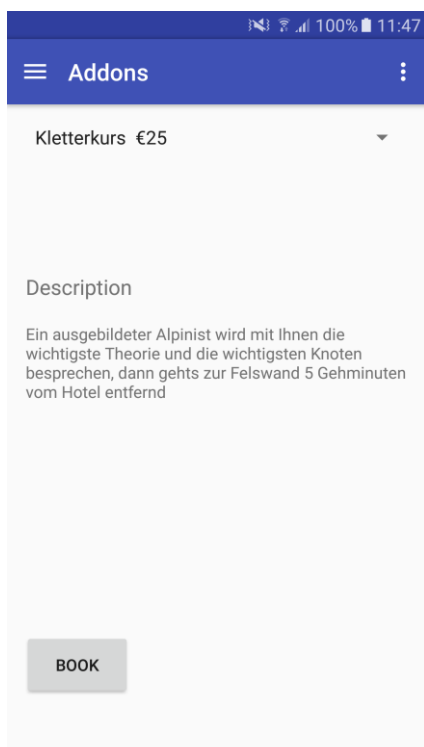 100% 11:47
Addons
Kletterkurs €25
Description
Ein ausgebildeter Alpinist wird mit Ihnen die
wichtigste Theorie und die wichtigsten Knoten
besprechen, dann gehts zur Felswand 5 Gehminuten
vom Hotel entfernd
BOOK